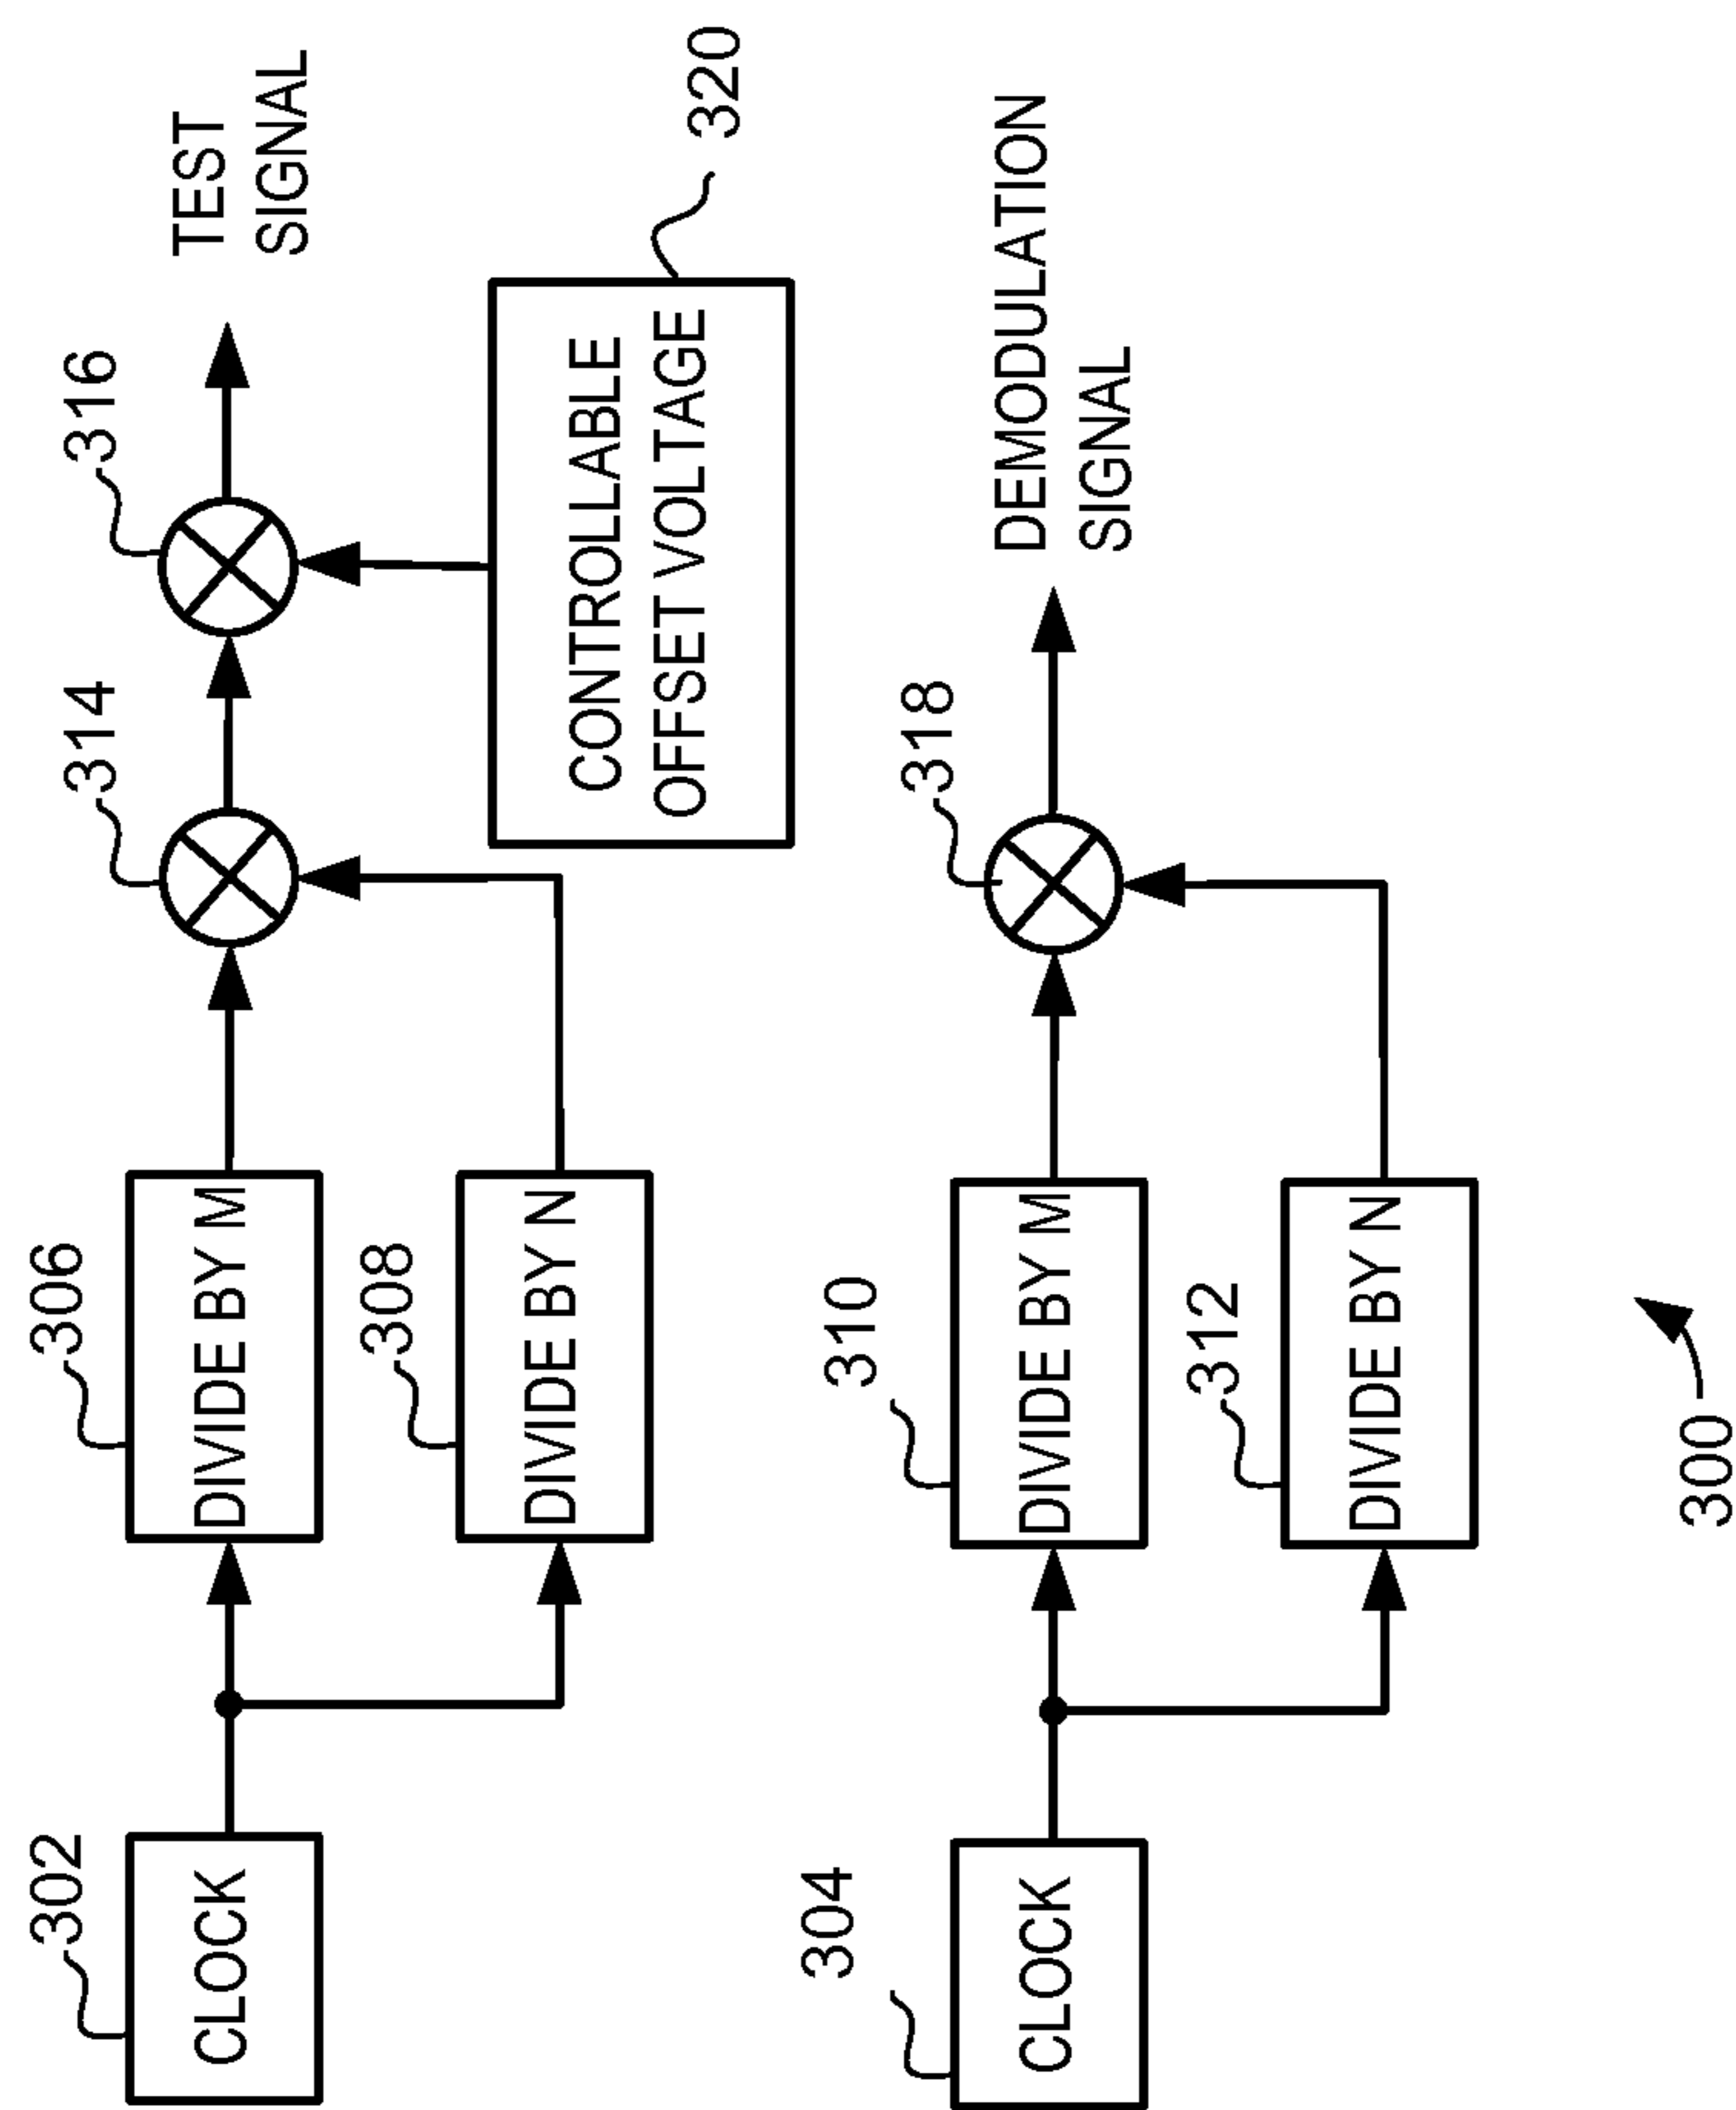 302
CLOCK
306
DIVIDE BY M
308
DIVIDE BY N
314
316
TEST
SIGNAL
CONTROLLABLE
OFFSET VOLTAGE
320
304
CLOCK
310
DIVIDE BY M
312
DIVIDE BY N
318
DEMODULATION
SIGNAL
300